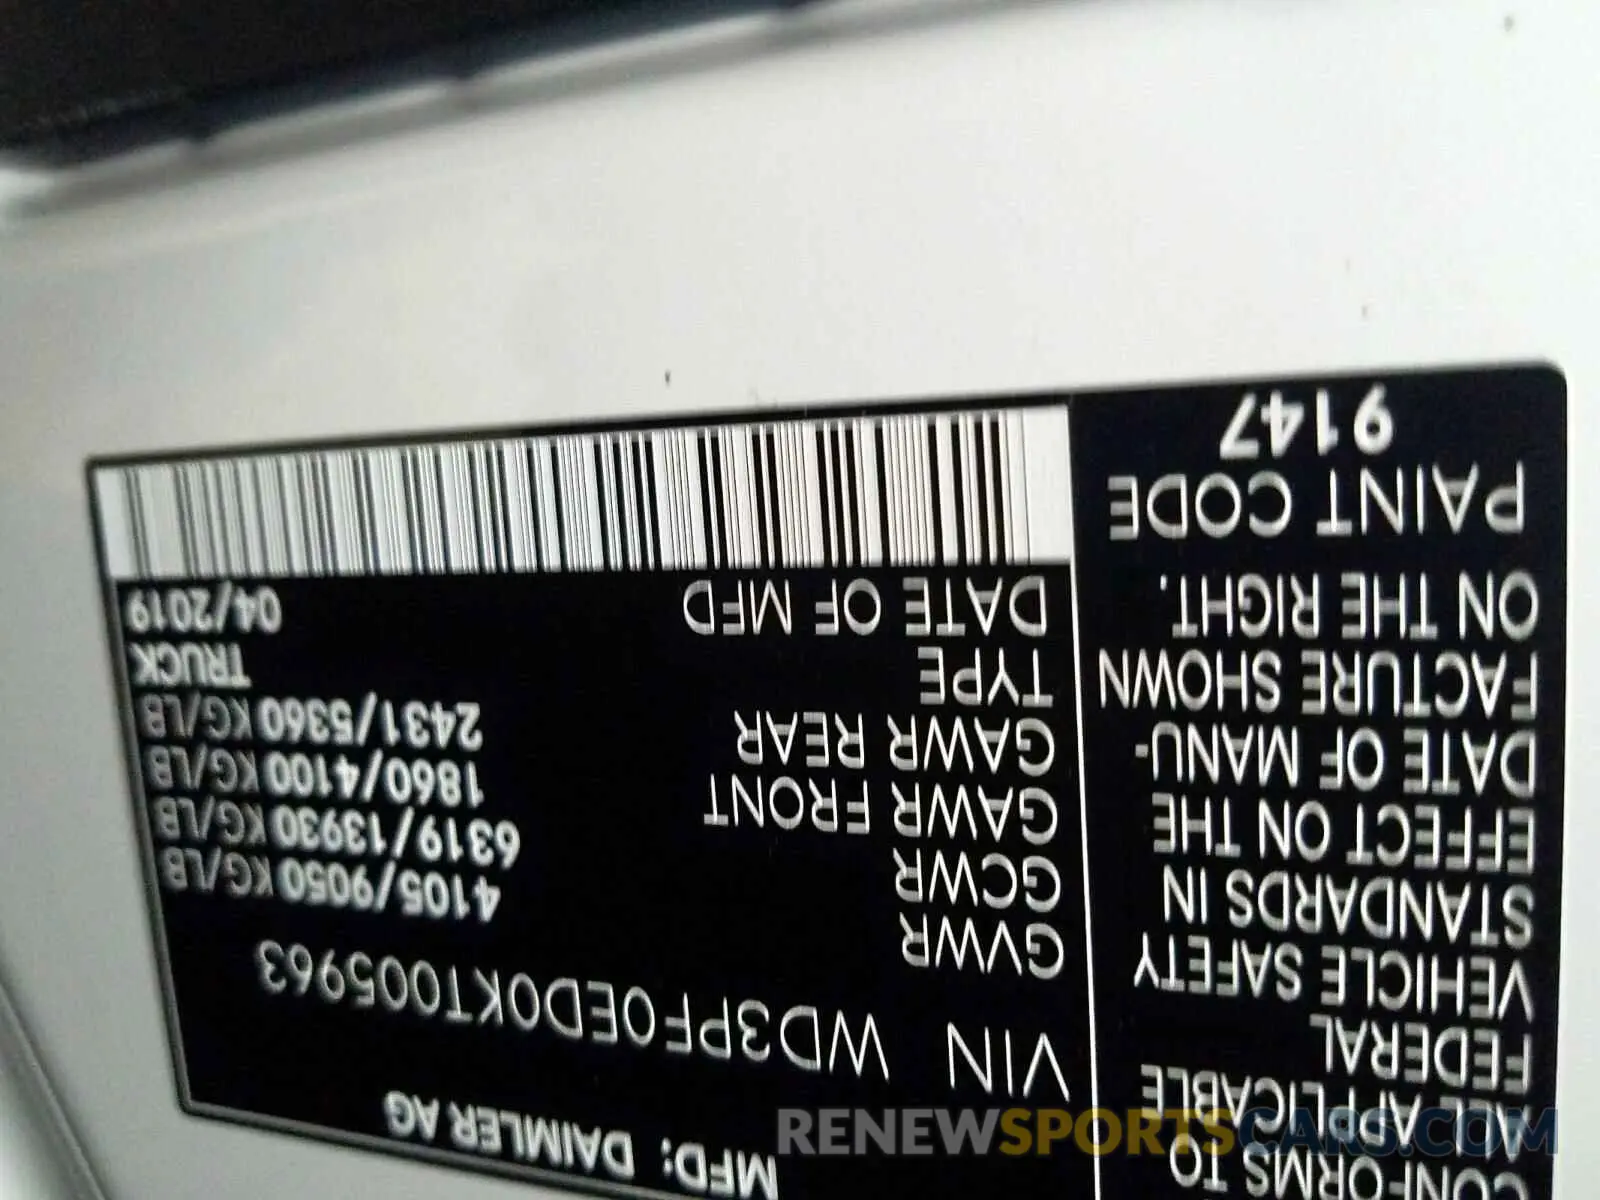 MFD: DAIMLER AG
VIN WD3PF0ED0KT005963
GVWR 4105/9050 KG/LB
GCWR 6319/13930 KG/LB
GAWR FRONT 1860/4100 KG/LB
GAWR REAR 2431/5360 KG/LB
TYPE TRUCK
DATE OF MFD 04/2019
CONFORMS TO
APPLICABLE
FEDERAL
VEHICLE SAFETY
STANDARDS IN
EFFECT ON THE
DATE OF MANU-
FACTURE SHOWN
ON THE RIGHT.
PAINT CODE
9147
RENEWSPORTSCARS.COM